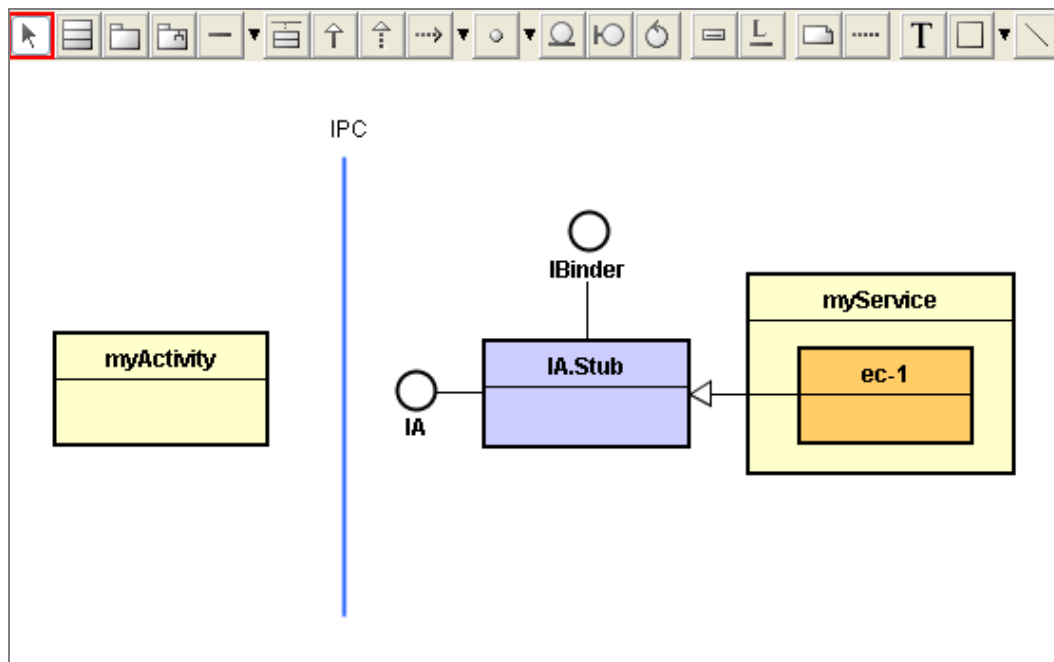 L
T
IPC
IBinder
myService
myActivity
IA.Stub
ec-1
IA